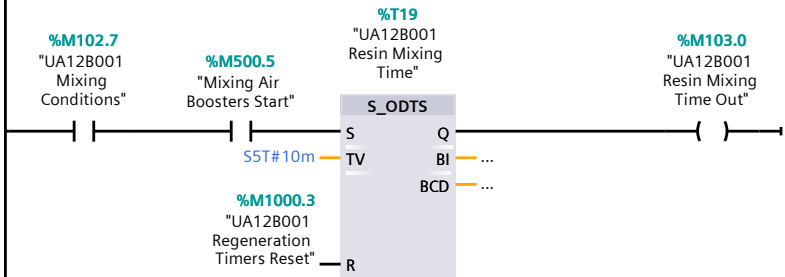 %T19
"UA12B001
Resin Mixing
Time"
%M102.7
"UA12B001
Mixing
Conditions"
%M500.5
"Mixing Air
Boosters Start"
%M103.0
"UA12B001
Resin Mixing
Time Out"
S_ODTS
S Q
S5T#10m TV BI ...
BCD ...
%M1000.3
"UA12B001
Regeneration
Timers Reset" R